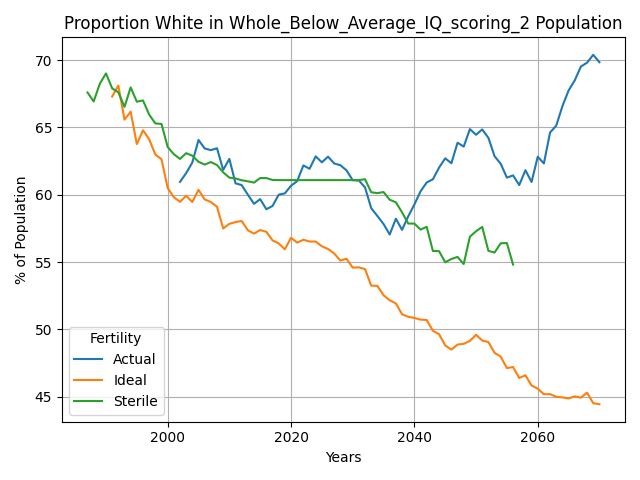 Proportion White in Whole_Below_Average_IQ_scoring_2 Population
% of Population
70
65
60
55
50
45
Fertility
Actual
Ideal
Sterile
2000
2020
2040
2060
Years